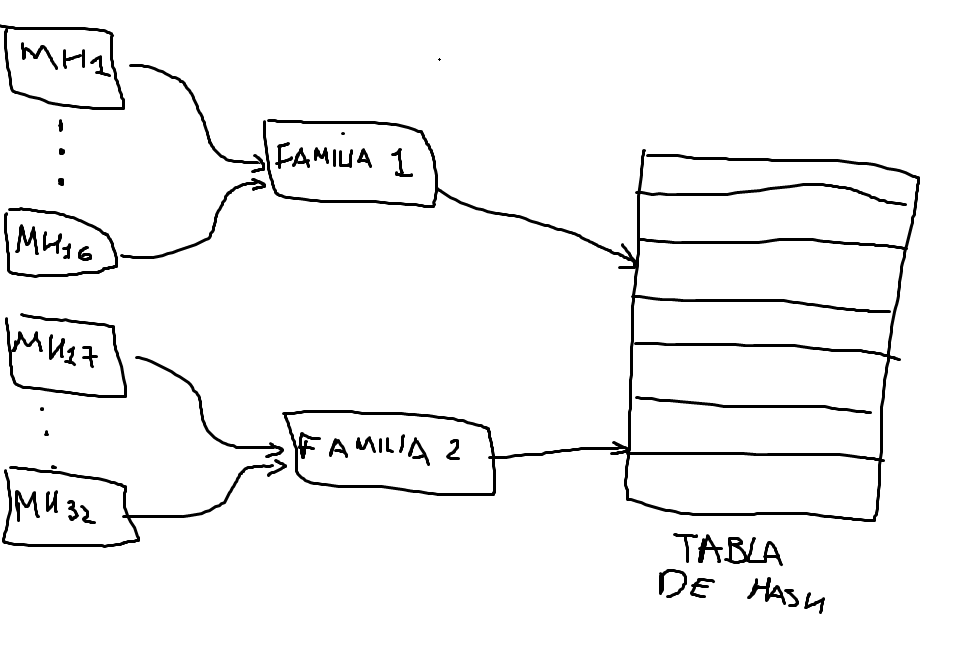 MH1
FAMILIA 1
MH16
MH17
FAMILIA 2
MH32
TABLA
DE HASH